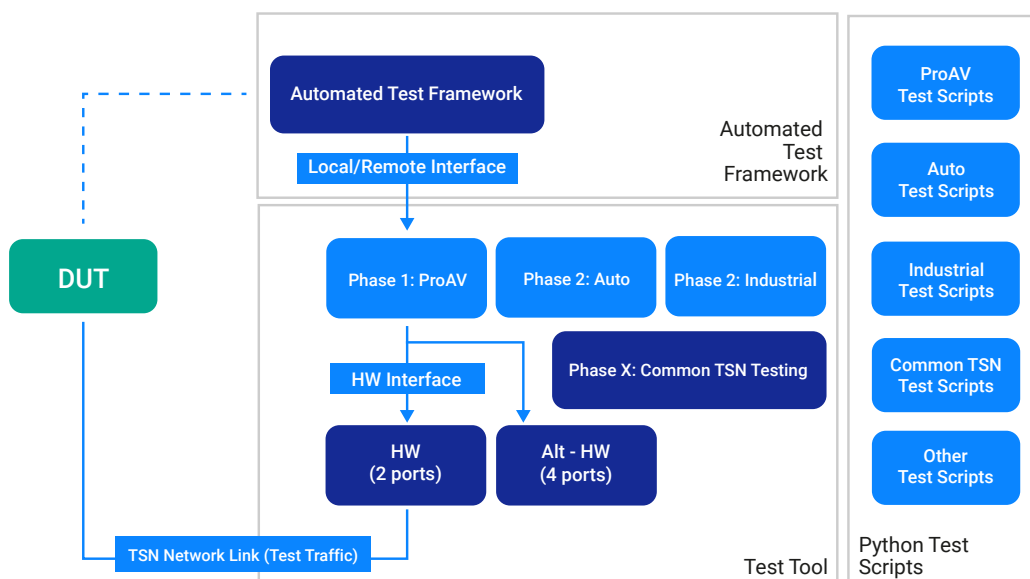 Automated Test Framework
Local/Remote Interface
Automated
Test
Framework
DUT
Phase 1: ProAV
Phase 2: Auto
Phase 2: Industrial
Phase X: Common TSN Testing
HW Interface
HW
(2 ports)
Alt - HW
(4 ports)
TSN Network Link (Test Traffic)
Test Tool
ProAV
Test Scripts
Auto
Test Scripts
Industrial
Test Scripts
Common TSN
Test Scripts
Other
Test Scripts
Python Test
Scripts